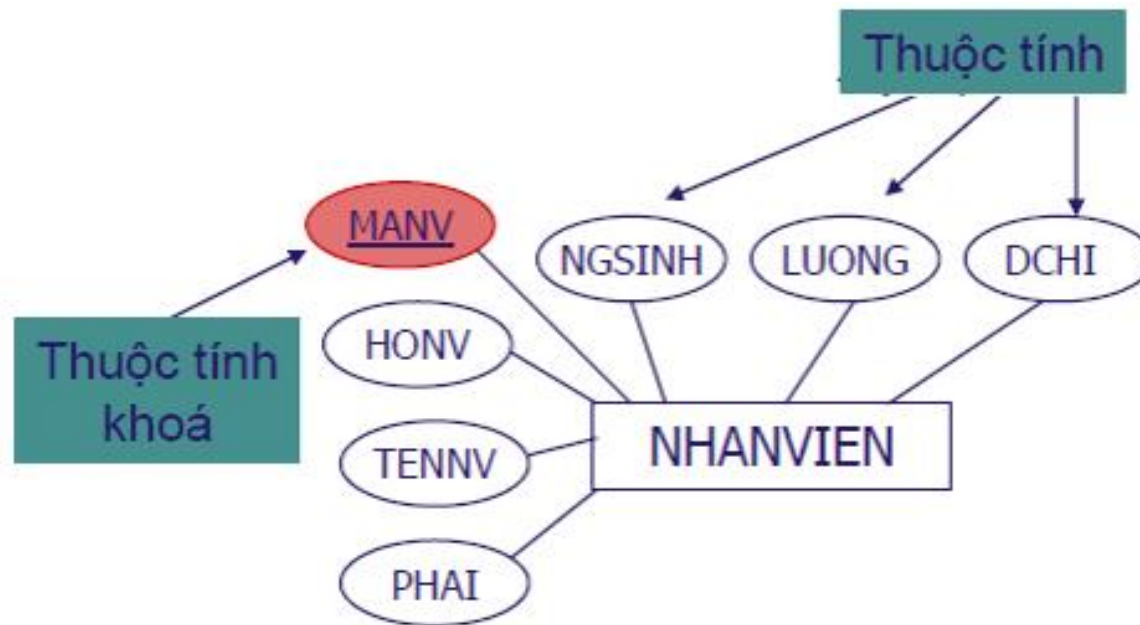 Thuộc tính
MANV
NGSINH
LUONG
DCHI
Thuộc tính
khoá
HONV
TENNV
NHANVIEN
PHAI